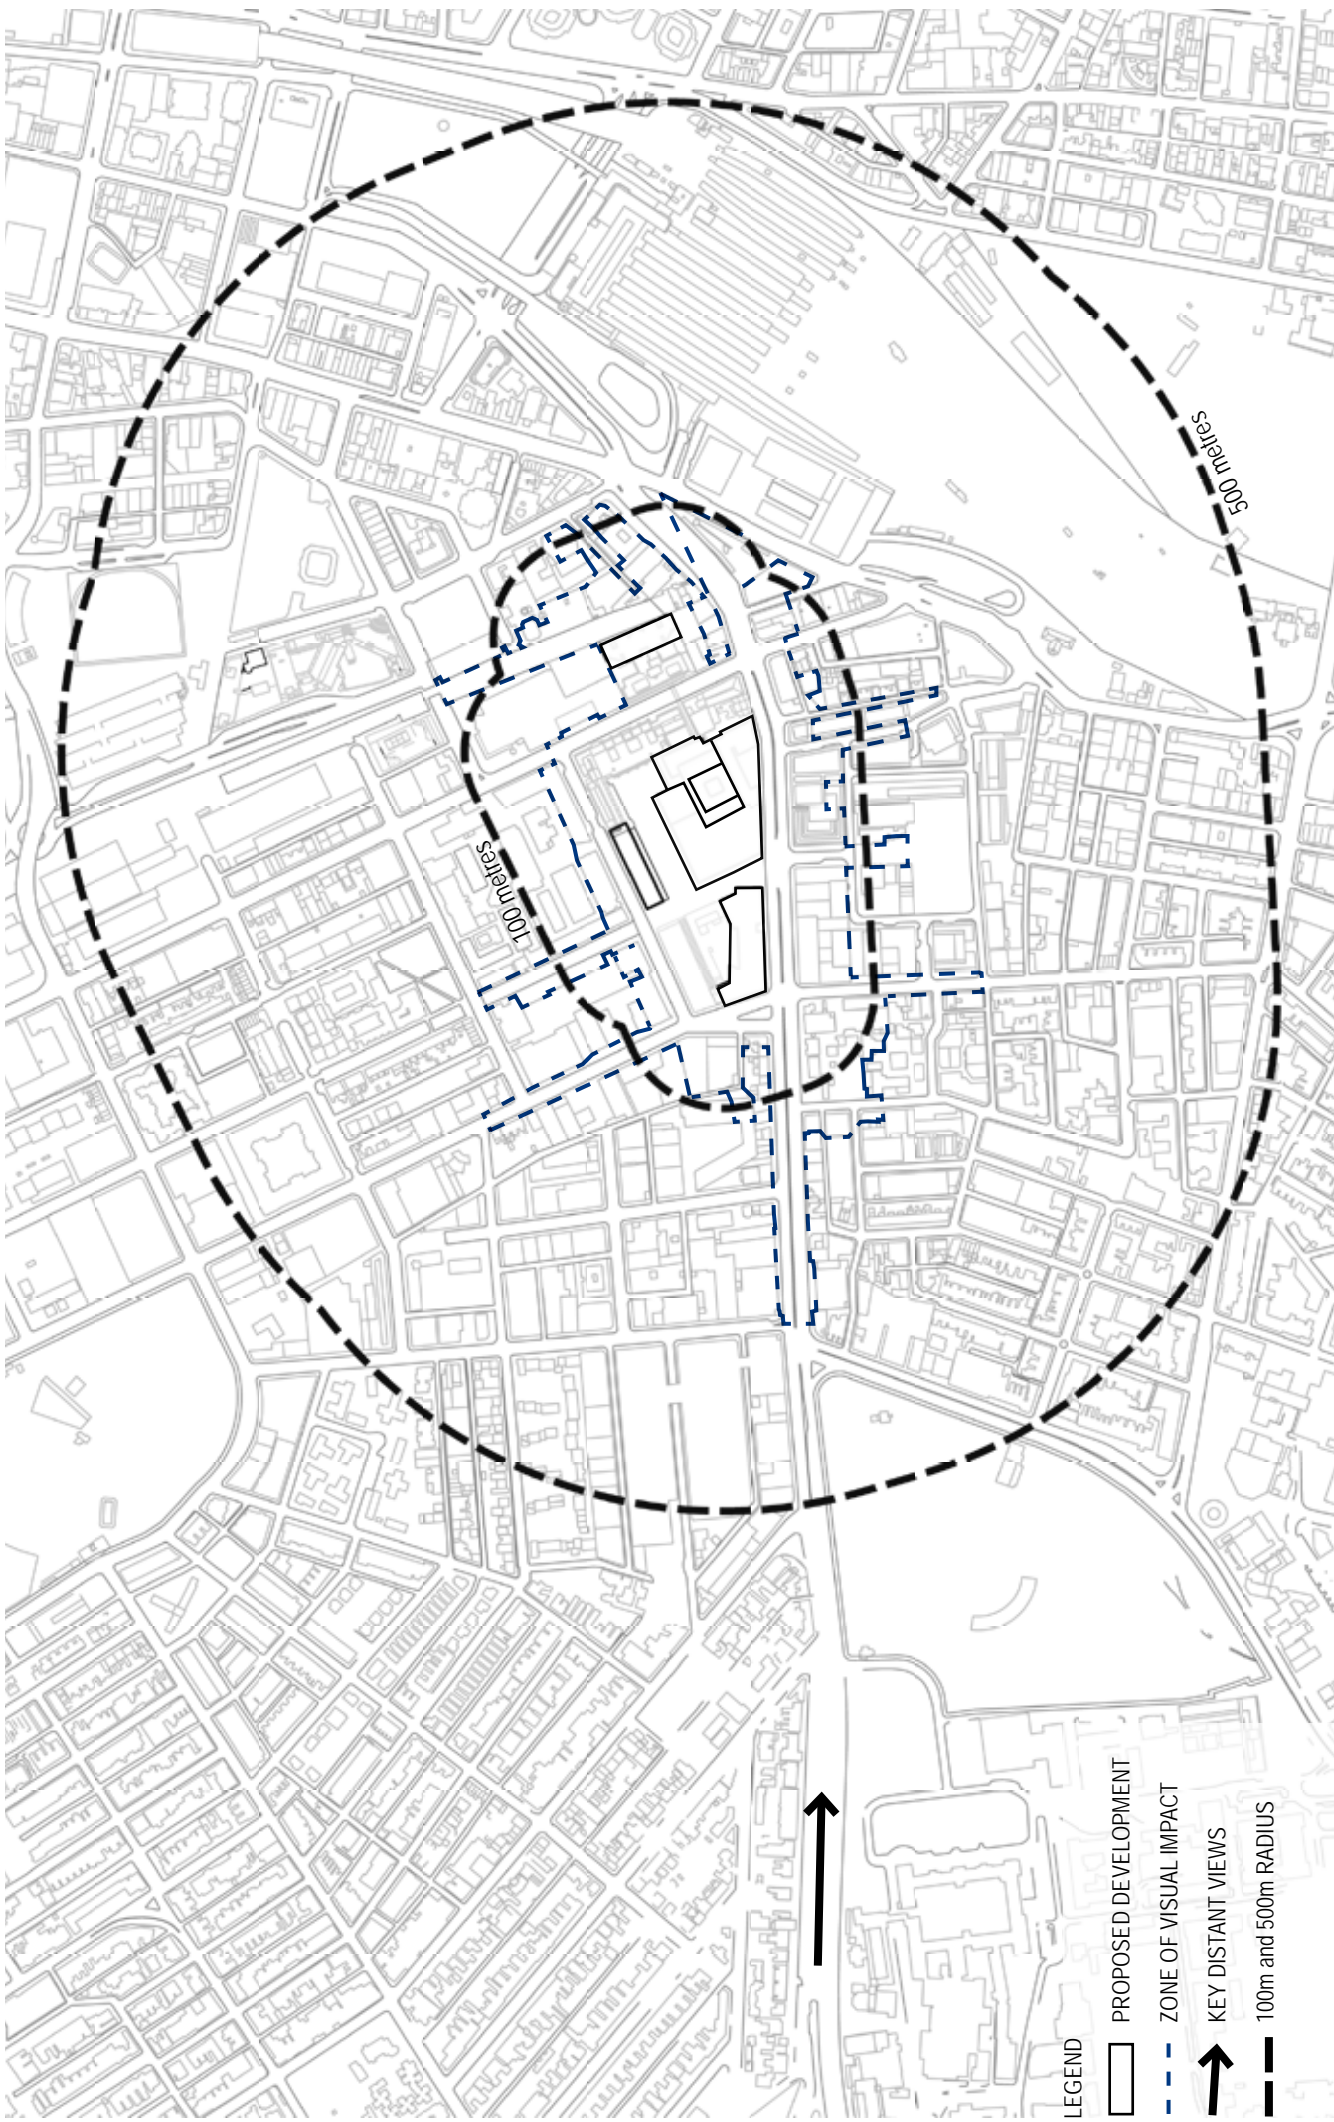 500 metres
100 metres
LEGEND
PROPOSED DEVELOPMENT
ZONE OF VISUAL IMPACT
KEY DISTANT VIEWS
100m and 500m RADIUS